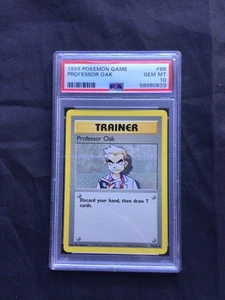 1999 POKEMON GAME #88
PROFESSOR OAK GEM MT
10
PSA 58980833
TRAINER
Professor Oak
Discard your hand, then draw 7
cards.